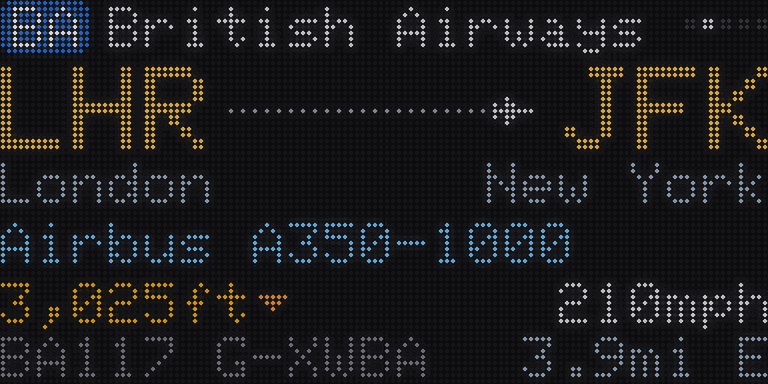 BA British Airways
LHR JFK
London New York
Airbus A350-1000
3,025ft 210mph
BA117 G-XWBA 3.9mi E